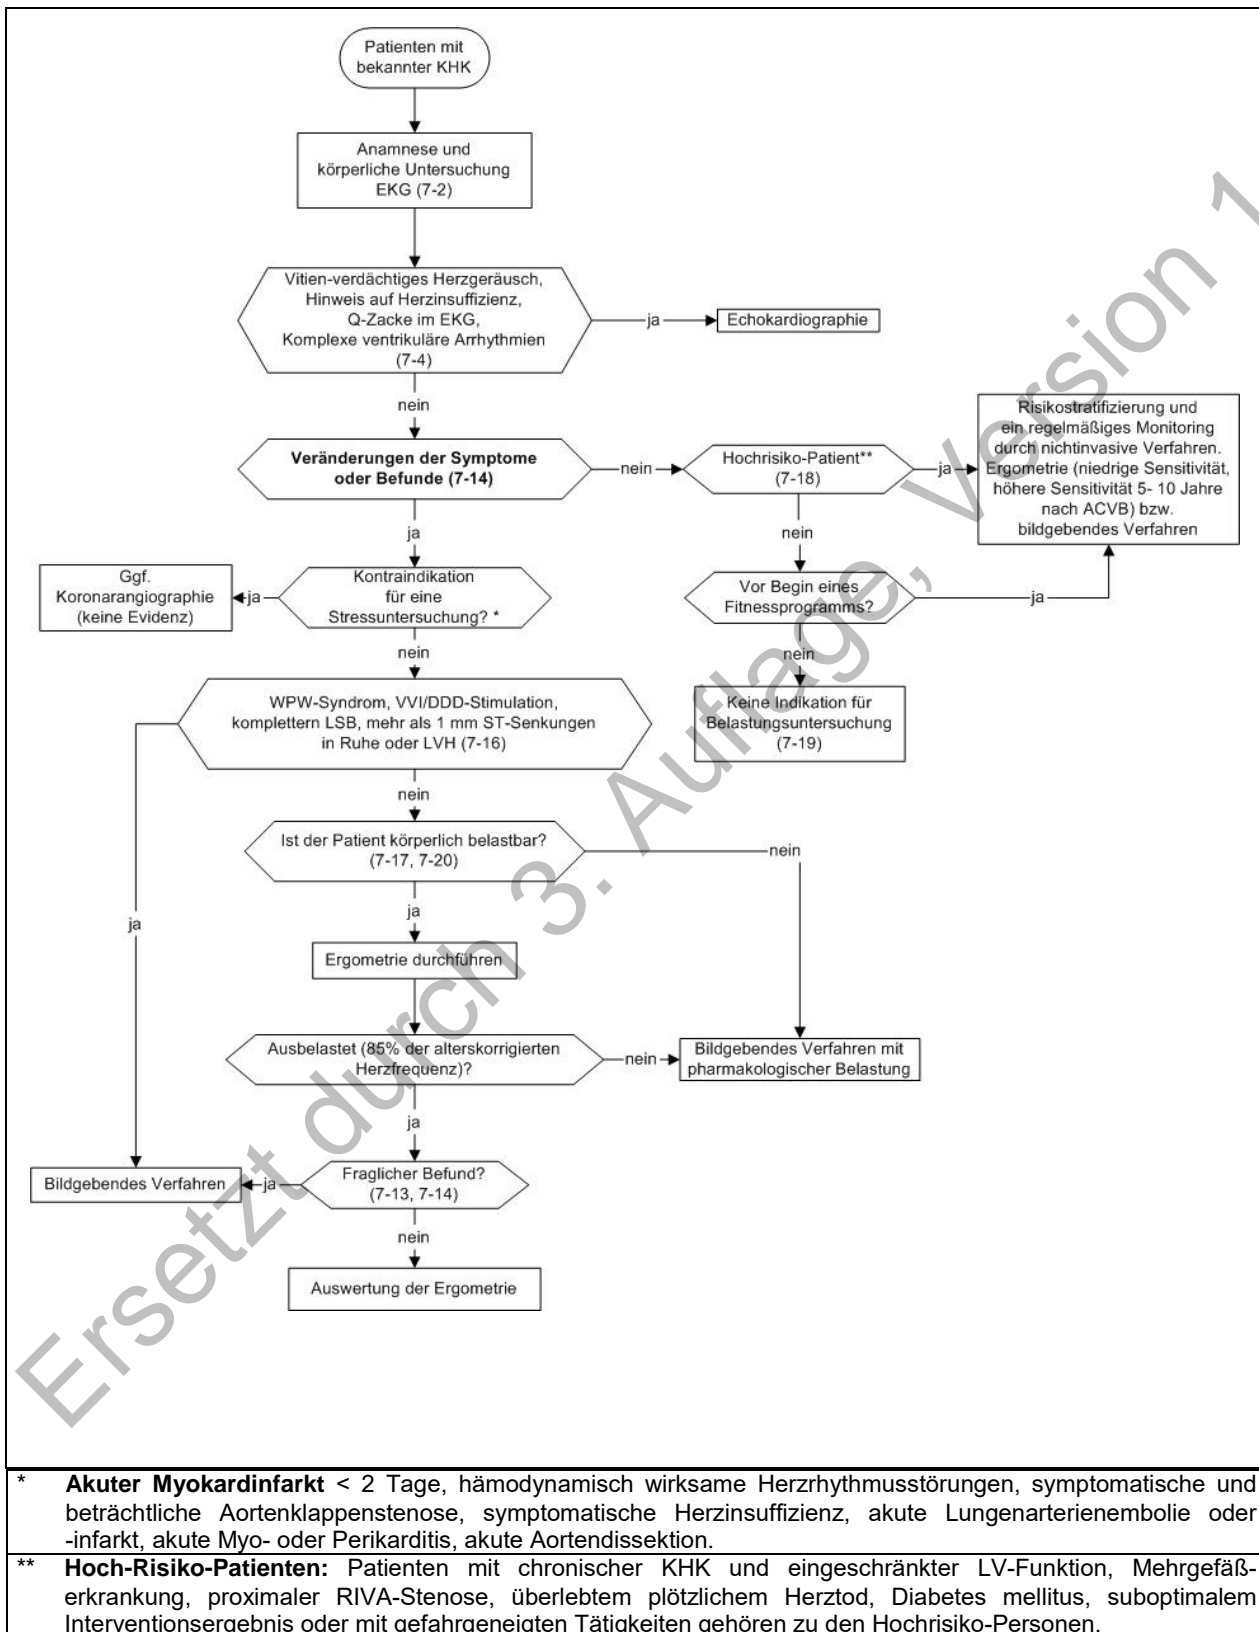 Patienten mit
bekannter KHK
Anamnese und
körperliche Untersuchung
EKG (7-2)
Vitien-verdächtiges Herzgeräusch,
Hinweis auf Herzinsuffizienz,
Q-Zacke im EKG,
Komplexe ventrikuläre Arrhythmien
(7-4)
ja
Echokardiographie
nein
Veränderungen der Symptome
oder Befunde (7-14)
nein
Hochrisiko-Patient**
(7-18)
ja
Risikostratifizierung und
ein regelmäßiges Monitoring
durch nichtinvasive Verfahren.
Ergometrie (niedrige Sensitivität,
höhere Sensitivität 5- 10 Jahre
nach ACVB) bzw.
bildgebendes Verfahren
ja
nein
Ggf.
Koronarangiographie
(keine Evidenz)
ja
Kontraindikation
für eine
Stressuntersuchung? *
Vor Begin eines
Fitnessprogramms?
ja
nein
nein
WPW-Syndrom, VVI/DDD-Stimulation,
komplettern LSB, mehr als 1 mm ST-Senkungen
in Ruhe oder LVH (7-16)
Keine Indikation für
Belastungsuntersuchung
(7-19)
nein
Ist der Patient körperlich belastbar?
(7-17, 7-20)
nein
ja
ja
Ergometrie durchführen
Ausbelastet (85% der alterskorrigierten
Herzfrequenz)?
nein
Bildgebendes Verfahren mit
pharmakologischer Belastung
ja
Bildgebendes Verfahren
ja
Fraglicher Befund?
(7-13, 7-14)
nein
Auswertung der Ergometrie
Ersetzt durch 3. Auflage, Version 1
* Akuter Myokardinfarkt < 2 Tage, hämodynamisch wirksame Herzrhythmusstörungen, symptomatische und
beträchtliche Aortenklappenstenose, symptomatische Herzinsuffizienz, akute Lungenarterienembolie oder
-infarkt, akute Myo- oder Perikarditis, akute Aortendissektion.
** Hoch-Risiko-Patienten: Patienten mit chronischer KHK und eingeschränkter LV-Funktion, Mehrgefäß-
erkrankung, proximaler RIVA-Stenose, überlebtem plötzlichem Herztod, Diabetes mellitus, suboptimalem
Interventionsergebnis oder mit gefahrgeneigten Tätigkeiten gehören zu den Hochrisiko-Personen.